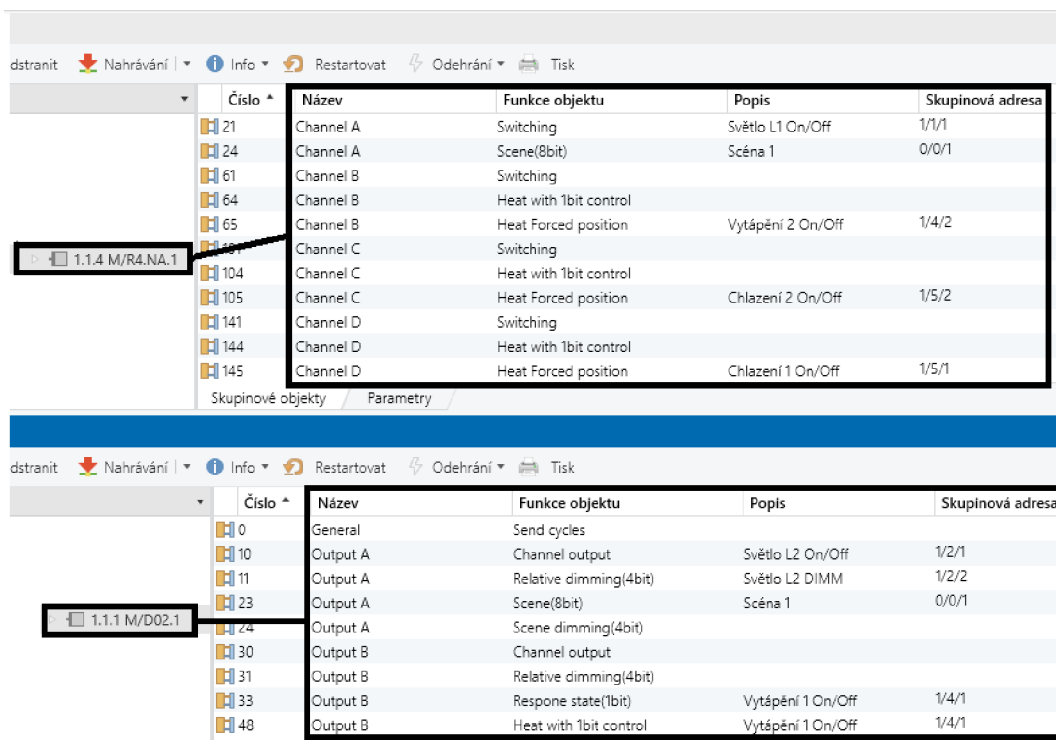 dstranit Nahrávání Info Restartovat Odehrání Tisk
Číslo Název Funkce objektu Popis Skupinová adresa
21 Channel A Switching Světlo L1 On/Off 1/1/1
24 Channel A Scene(8bit) Scéna 1 0/0/1
61 Channel B Switching
64 Channel B Heat with 1bit control
65 Channel B Heat Forced position Vytápění 2 On/Off 1/4/2
1.1.4 M/R4.NA.1
Channel C Switching
104 Channel C Heat with 1bit control
105 Channel C Heat Forced position Chlazení 2 On/Off 1/5/2
141 Channel D Switching
144 Channel D Heat with 1bit control
145 Channel D Heat Forced position Chlazení 1 On/Off 1/5/1
Skupinové objekty Parametry
dstranit Nahrávání Info Restartovat Odehrání Tisk
Číslo Název Funkce objektu Popis Skupinová adresa
0 General Send cycles
10 Output A Channel output Světlo L2 On/Off 1/2/1
11 Output A Relative dimming(4bit) Světlo L2 DIMM 1/2/2
23 Output A Scene(8bit) Scéna 1 0/0/1
1.1.1 M/D02.1
24 Output A Scene dimming(4bit)
30 Output B Channel output
31 Output B Relative dimming(4bit)
33 Output B Respone state(1bit) Vytápění 1 On/Off 1/4/1
48 Output B Heat with 1bit control Vytápění 1 On/Off 1/4/1